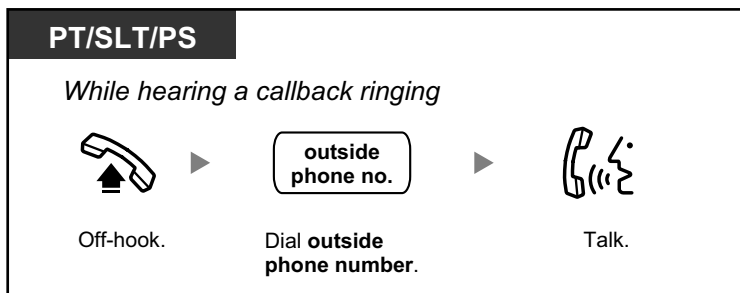 PT/SLT/PS
While hearing a callback ringing
outside
phone no.
Off-hook.
Dial outside
phone number.
Talk.